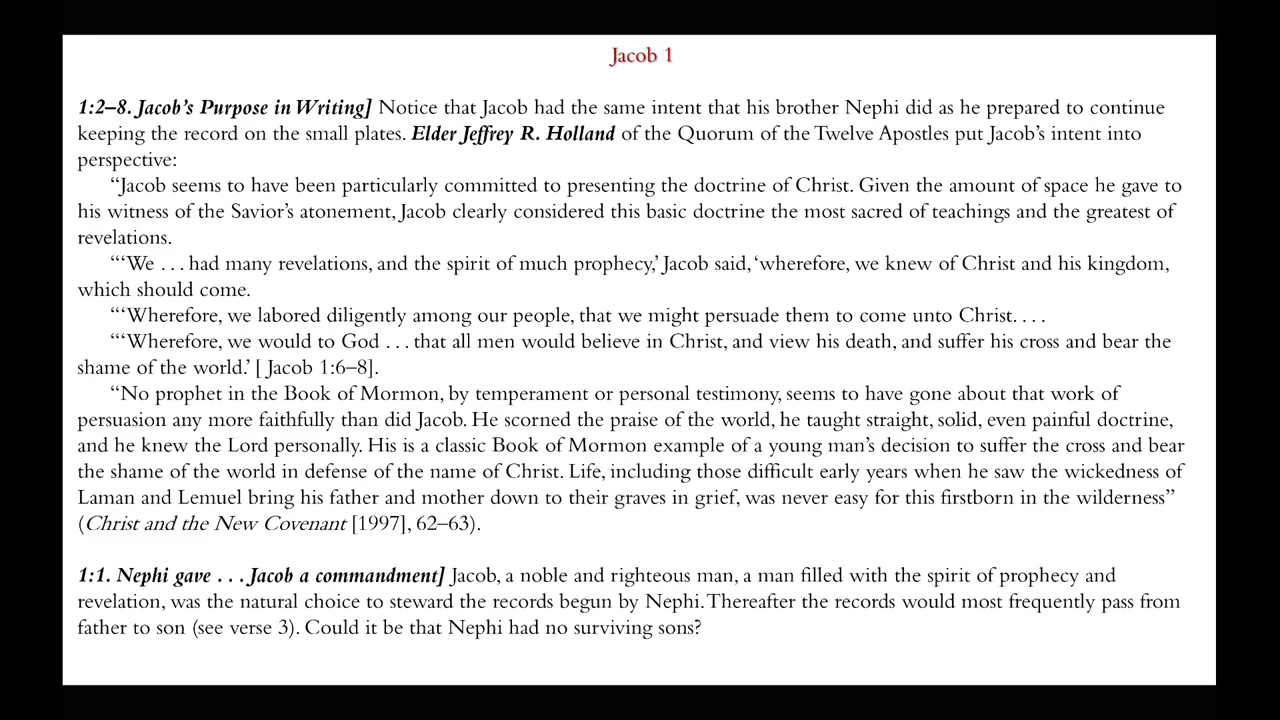 Jacob 1
1:2–8. Jacob’s Purpose in Writing] Notice that Jacob had the same intent that his brother Nephi did as he prepared to continue
keeping the record on the small plates. Elder Jeffrey R. Holland of the Quorum of the Twelve Apostles put Jacob’s intent into
perspective:
“Jacob seems to have been particularly committed to presenting the doctrine of Christ. Given the amount of space he gave to
his witness of the Savior’s atonement, Jacob clearly considered this basic doctrine the most sacred of teachings and the greatest of
revelations.
“‘We . . . had many revelations, and the spirit of much prophecy,’ Jacob said, ‘wherefore, we knew of Christ and his kingdom,
which should come.
“‘Wherefore, we labored diligently among our people, that we might persuade them to come unto Christ. . . .
“‘Wherefore, we would to God . . . that all men would believe in Christ, and view his death, and suffer his cross and bear the
shame of the world.’ [ Jacob 1:6–8].
“No prophet in the Book of Mormon, by temperament or personal testimony, seems to have gone about that work of
persuasion any more faithfully than did Jacob. He scorned the praise of the world, he taught straight, solid, even painful doctrine,
and he knew the Lord personally. His is a classic Book of Mormon example of a young man’s decision to suffer the cross and bear
the shame of the world in defense of the name of Christ. Life, including those difficult early years when he saw the wickedness of
Laman and Lemuel bring his father and mother down to their graves in grief, was never easy for this firstborn in the wilderness”
(Christ and the New Covenant [1997], 62–63).
1:1. Nephi gave . . . Jacob a commandment] Jacob, a noble and righteous man, a man filled with the spirit of prophecy and
revelation, was the natural choice to steward the records begun by Nephi. Thereafter the records would most frequently pass from
father to son (see verse 3). Could it be that Nephi had no surviving sons?